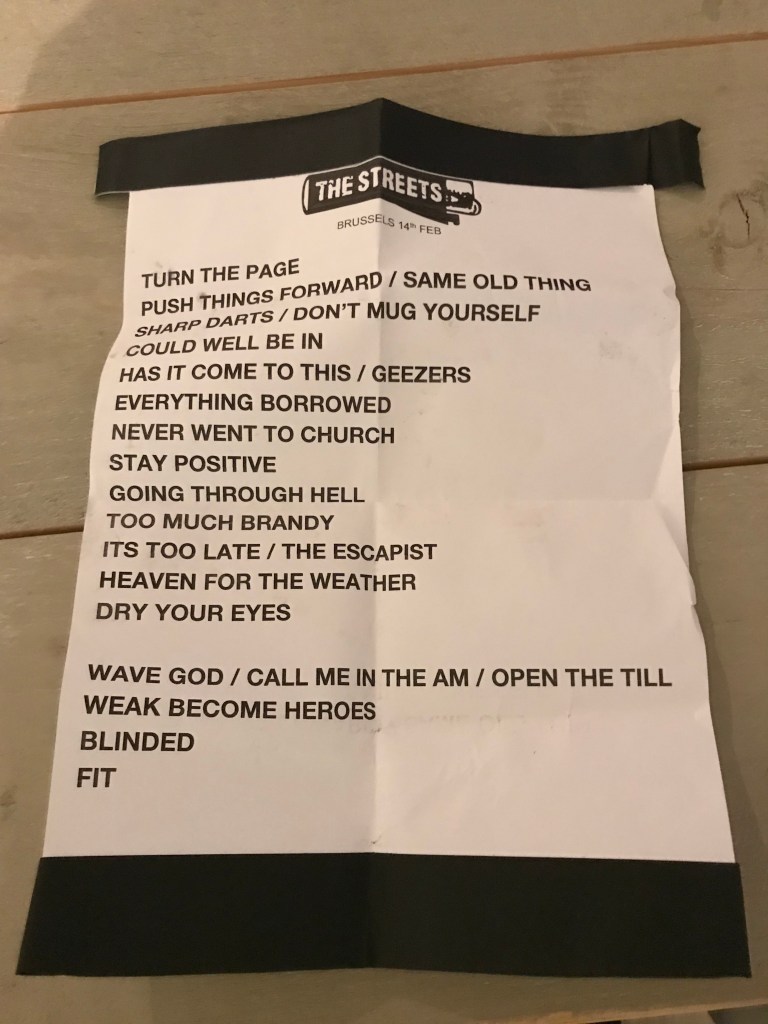 THE STREETS
BRUSSELS 14th FEB
TURN THE PAGE
PUSH THINGS FORWARD / SAME OLD THING
SHARP DARTS / DON'T MUG YOURSELF
COULD WELL BE IN
HAS IT COME TO THIS / GEEZERS
EVERYTHING BORROWED
NEVER WENT TO CHURCH
STAY POSITIVE
GOING THROUGH HELL
TOO MUCH BRANDY
ITS TOO LATE / THE ESCAPIST
HEAVEN FOR THE WEATHER
DRY YOUR EYES
WAVE GOD / CALL ME IN THE AM / OPEN THE TILL
WEAK BECOME HEROES
BLINDED
FIT